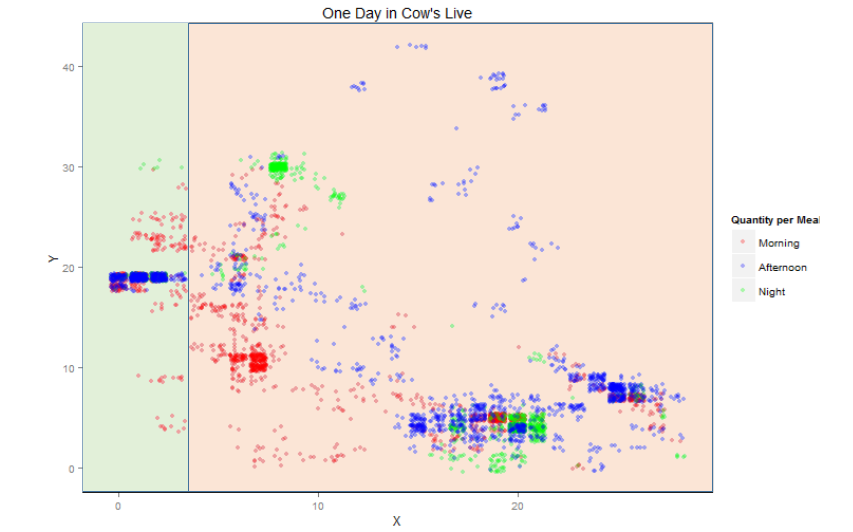 One Day in Cow's Live
40
30
20
10
0
Y
0 10 20
X
Quantity per Meal
Morning
Afternoon
Night